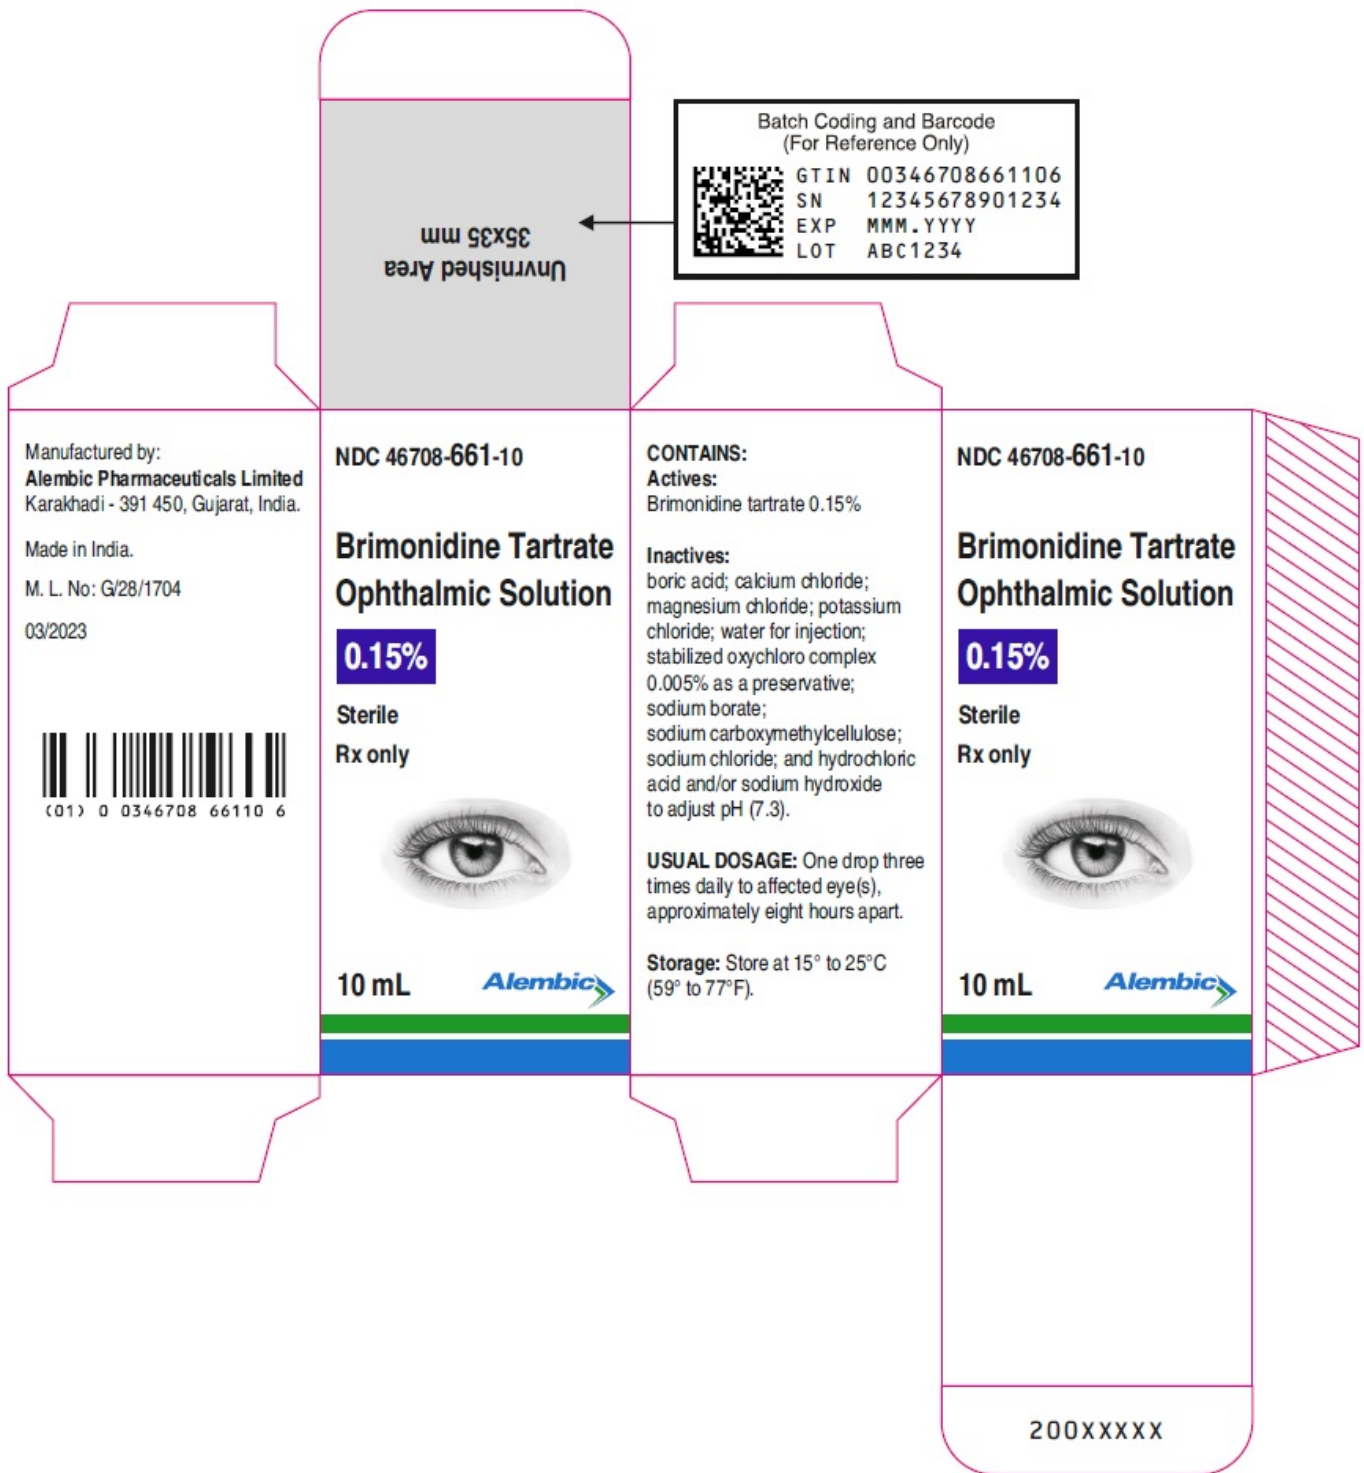 Batch Coding and Barcode
(For Reference Only)
GTIN 00346708661106
SN 12345678901234
EXP MMM.YYYY
LOT ABC1234
Unvrnished Area
35x35 mm
Manufactured by:
Alembic Pharmaceuticals Limited
Karakhadi - 391 450, Gujarat, India.
Made in India.
M. L. No: G/28/1704
03/2023
(01) 0 0346708 66110 6
NDC 46708-661-10
Brimonidine Tartrate
Ophthalmic Solution
0.15%
Sterile
Rx only
10 mL
Alembic
CONTAINS:
Actives:
Brimonidine tartrate 0.15%
Inactives:
boric acid; calcium chloride;
magnesium chloride; potassium
chloride; water for injection;
stabilized oxychloro complex
0.005% as a preservative;
sodium borate;
sodium carboxymethylcellulose;
sodium chloride; and hydrochloric
acid and/or sodium hydroxide
to adjust pH (7.3).
USUAL DOSAGE: One drop three
times daily to affected eye(s),
approximately eight hours apart.
Storage: Store at 15° to 25°C
(59° to 77°F).
NDC 46708-661-10
Brimonidine Tartrate
Ophthalmic Solution
0.15%
Sterile
Rx only
10 mL
Alembic
200XXXXX